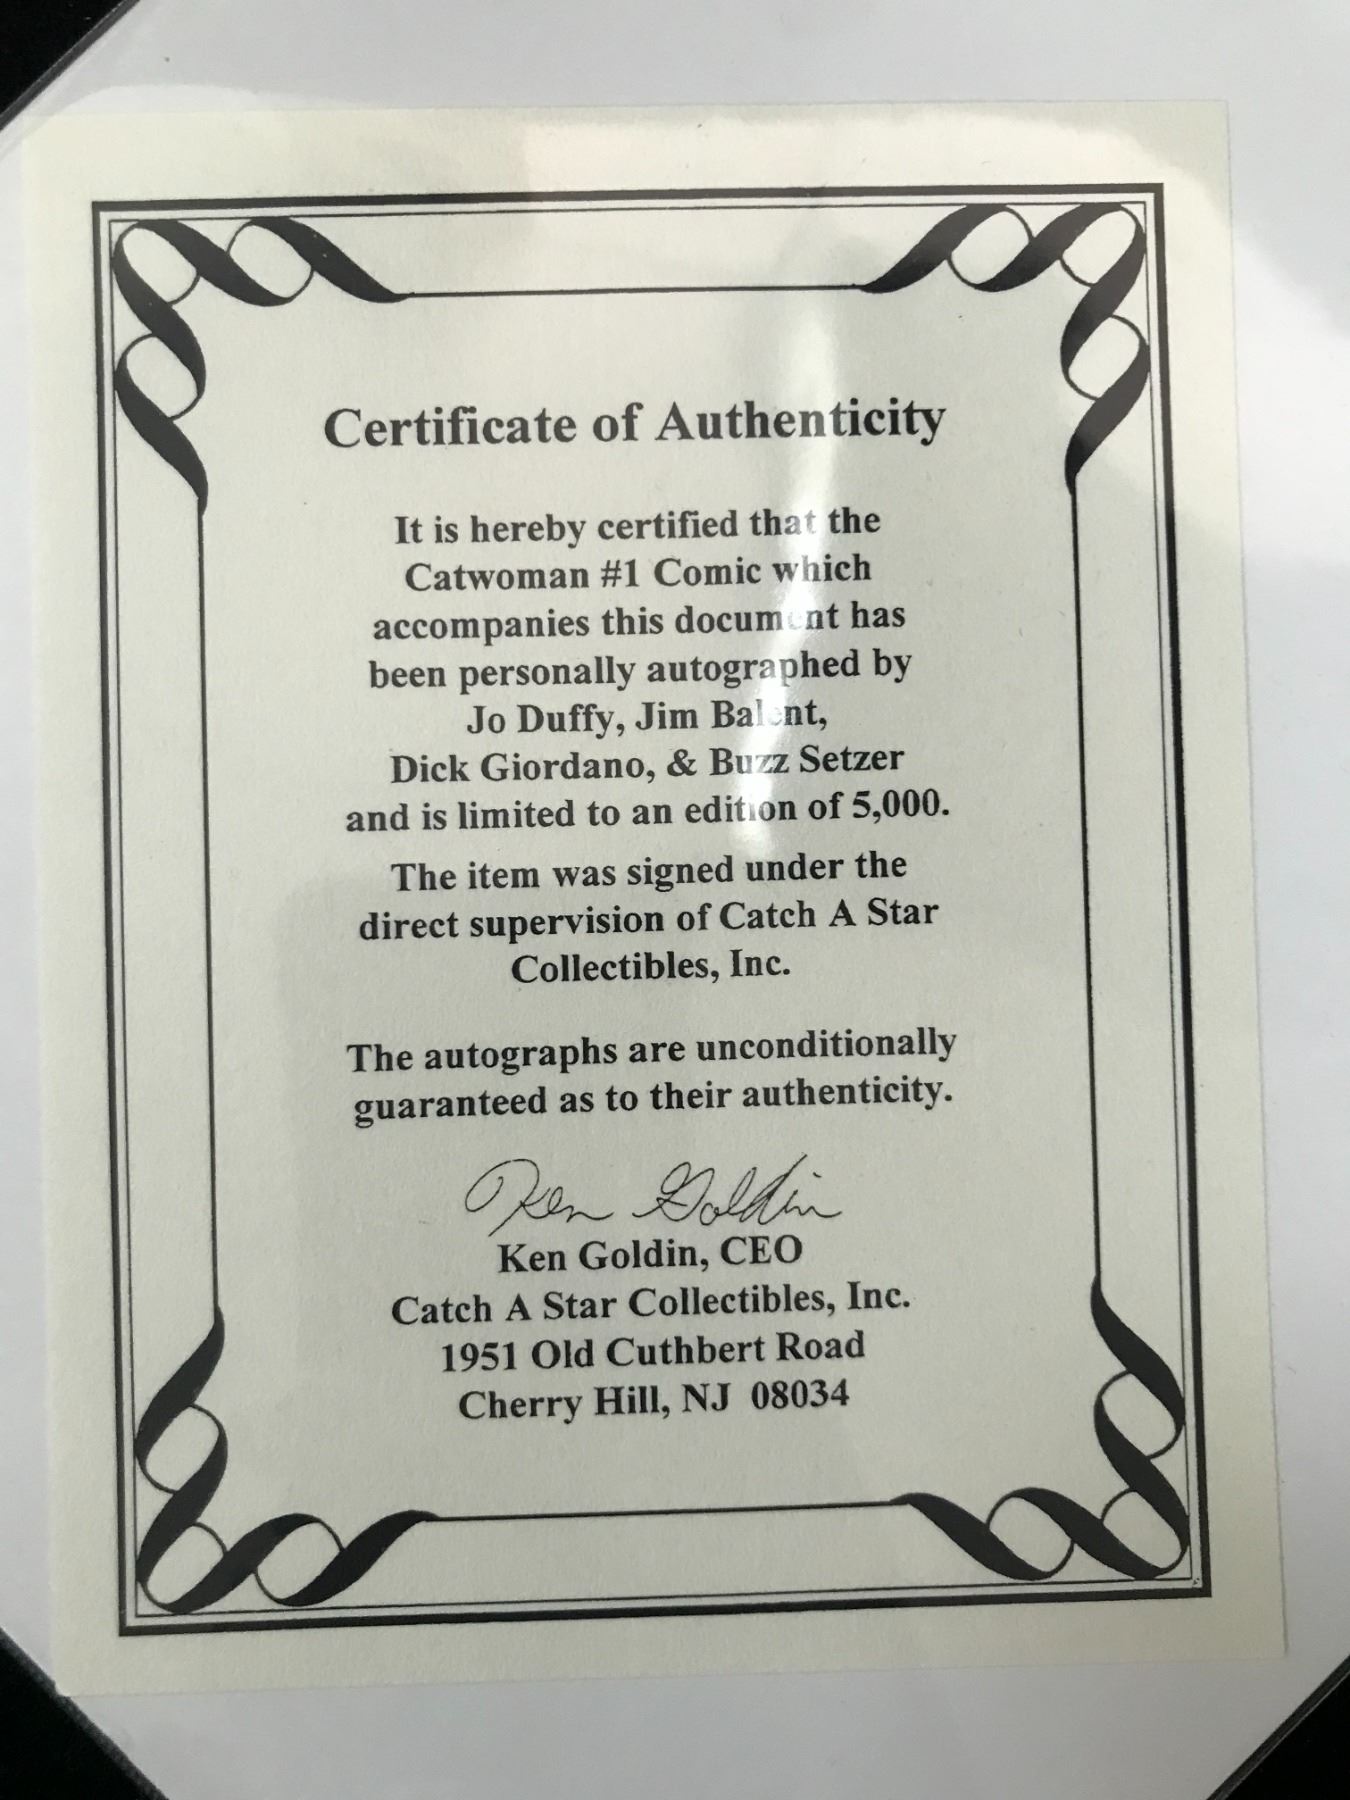 Certificate of Authenticity
It is hereby certified that the
Catwoman #1 Comic which
accompanies this document has
been personally autographed by
Jo Duffy, Jim Balent,
Dick Giordano, & Buzz Setzer
and is limited to an edition of 5,000.
The item was signed under the
direct supervision of Catch A Star
Collectibles, Inc.
The autographs are unconditionally
guaranteed as to their authenticity.
Ken Goldin
Ken Goldin, CEO
Catch A Star Collectibles, Inc.
1951 Old Cuthbert Road
Cherry Hill, NJ 08034